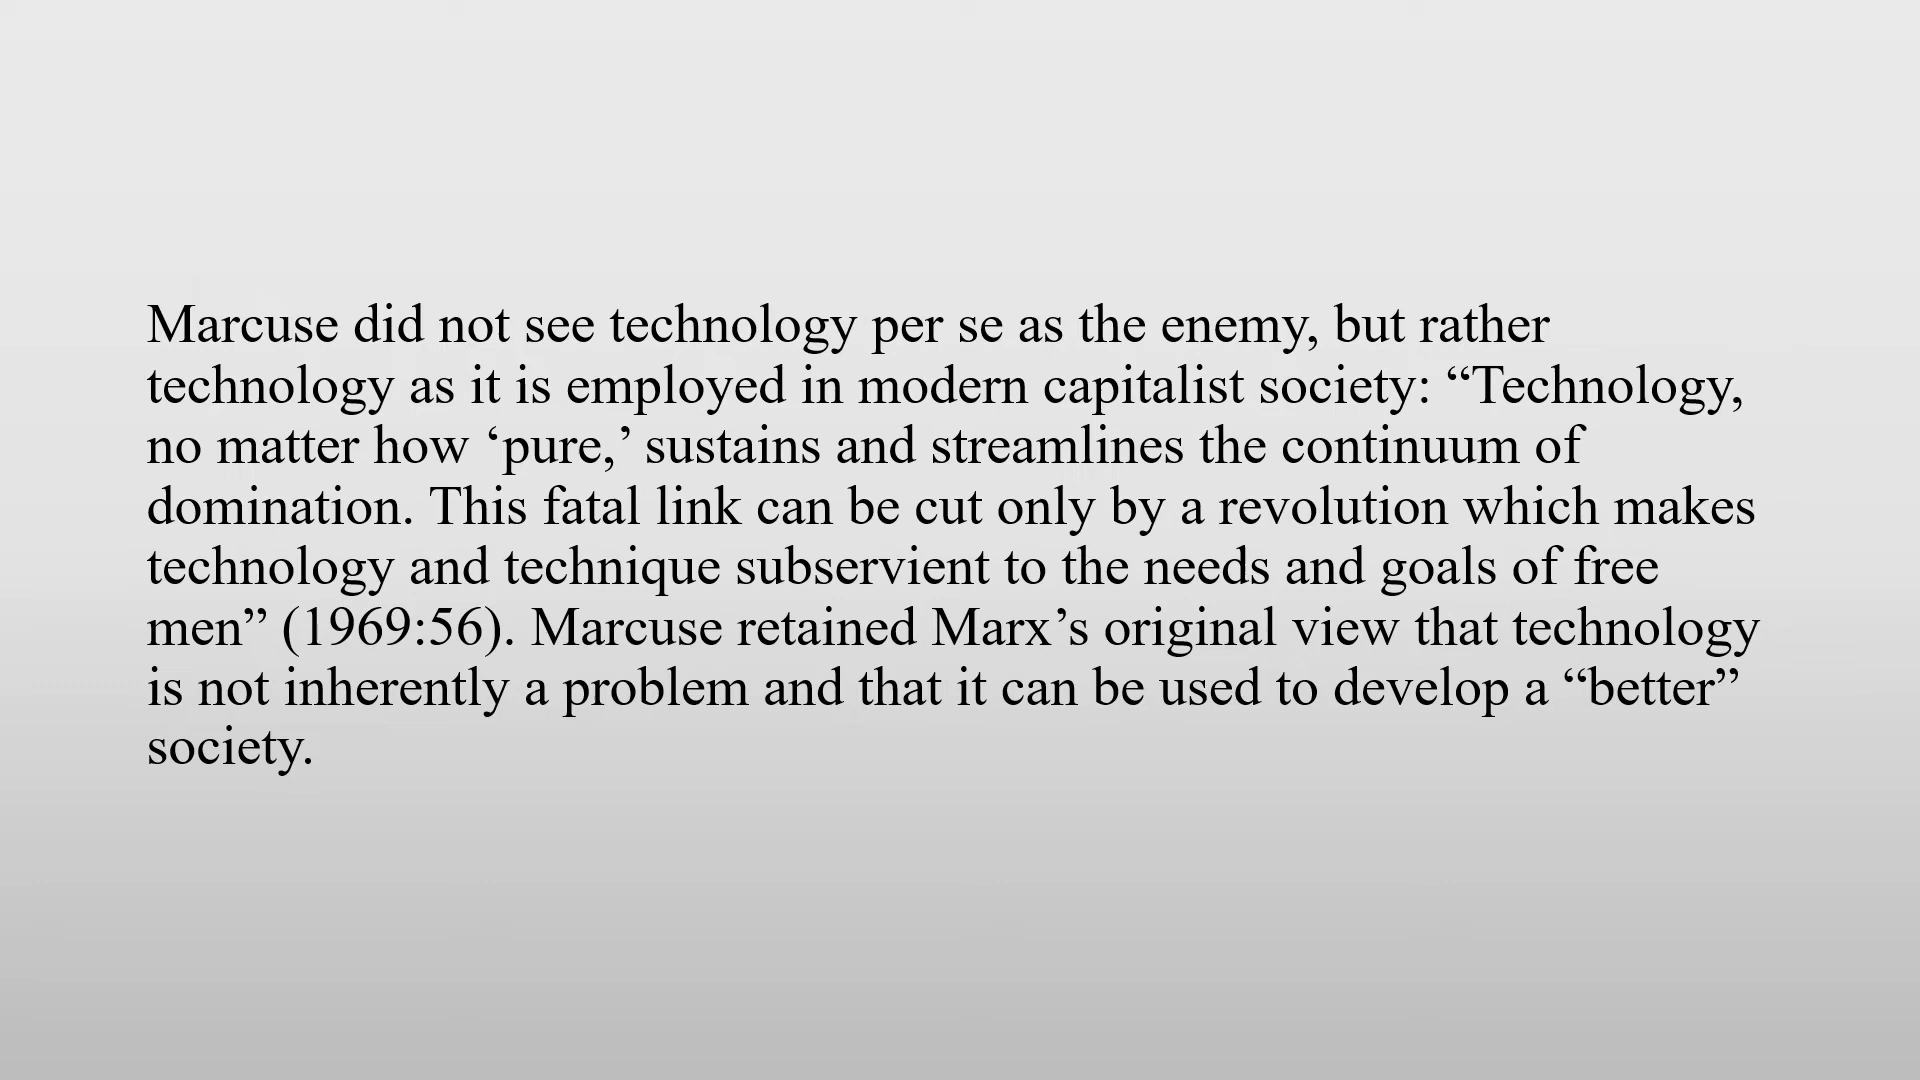 Marcuse did not see technology per se as the enemy, but rather
technology as it is employed in modern capitalist society: “Technology,
no matter how ‘pure,’ sustains and streamlines the continuum of
domination. This fatal link can be cut only by a revolution which makes
technology and technique subservient to the needs and goals of free
men” (1969:56). Marcuse retained Marx’s original view that technology
is not inherently a problem and that it can be used to develop a “better”
society.